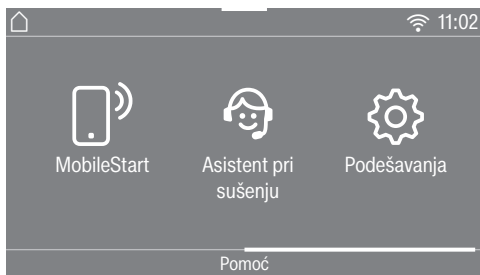 11:02
MobileStart
Asistent pri
sušenju
Podešavanja
Pomoć